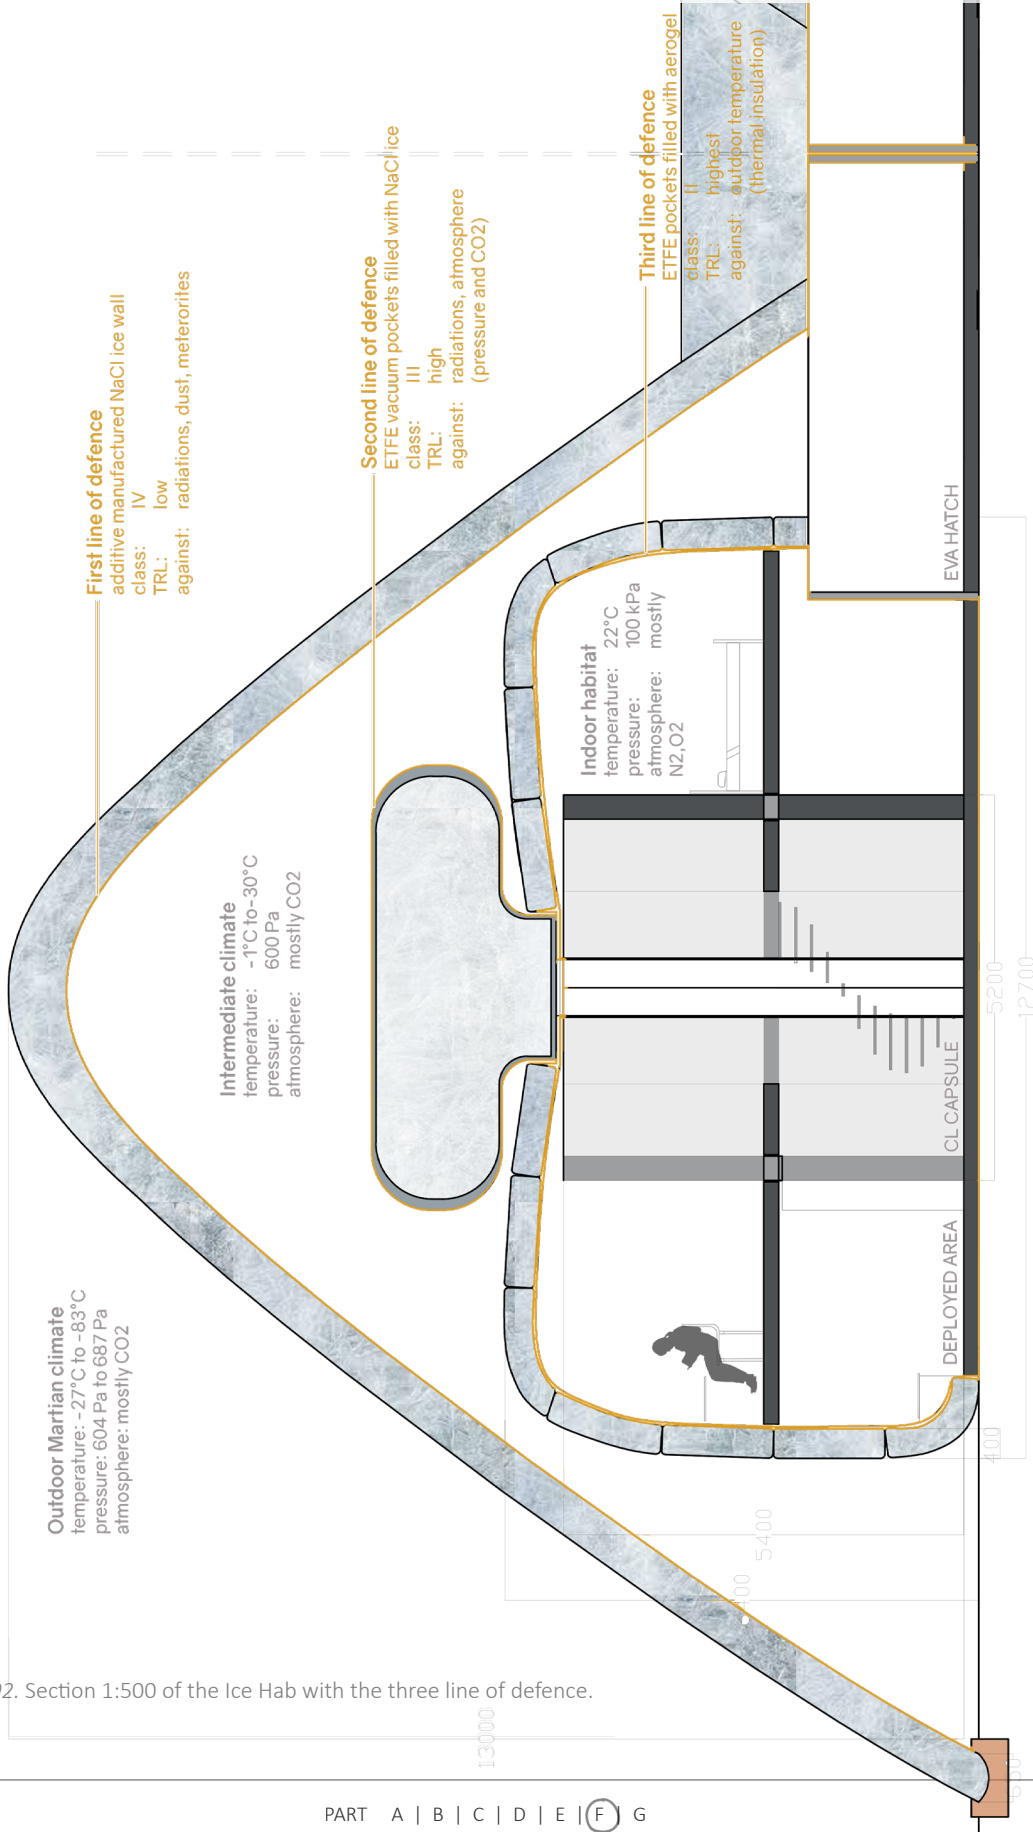 First line of defence
additive manufactured NaCl ice wall
class: IV
TRL: low
against: radiations, dust, meterorites
Second line of defence
ETFE vacuum pockets filled with NaCl ice
class: III
TRL: high
against: radiations, atmosphere
(pressure and CO2)
Third line of defence
ETFE pockets filled with aerogel
class: II
TRL: highest
against: outdoor temperature
(thermal insulation)
Outdoor Martian climate
temperature: -27°C to -83°C
pressure: 604 Pa to 687 Pa
atmosphere: mostly CO2
Intermediate climate
temperature: -1°C to-30°C
pressure: 600 Pa
atmosphere: mostly CO2
Indoor habitat
temperature: 22°C
pressure: 100 kPa
atmosphere: mostly
N2,O2
DEPLOYED AREA
CL CAPSULE
EVA HATCH
13000
5400
400
5200
12700
2. Section 1:500 of the Ice Hab with the three line of defence.
PART A | B | C | D | E | F | G